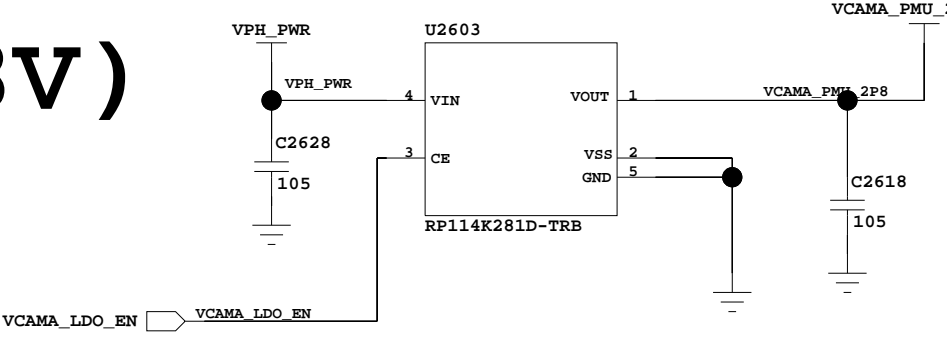 VCAMA_PMU_2
VPH_PWR
U2603
V)
VPH_PWR
4 VIN
VOUT 1
VCAMA_PMU_2P8
C2628
105
3 CE
VSS 2
GND 5
C2618
105
RP114K281D-TRB
VCAMA_LDO_EN
VCAMA_LDO_EN